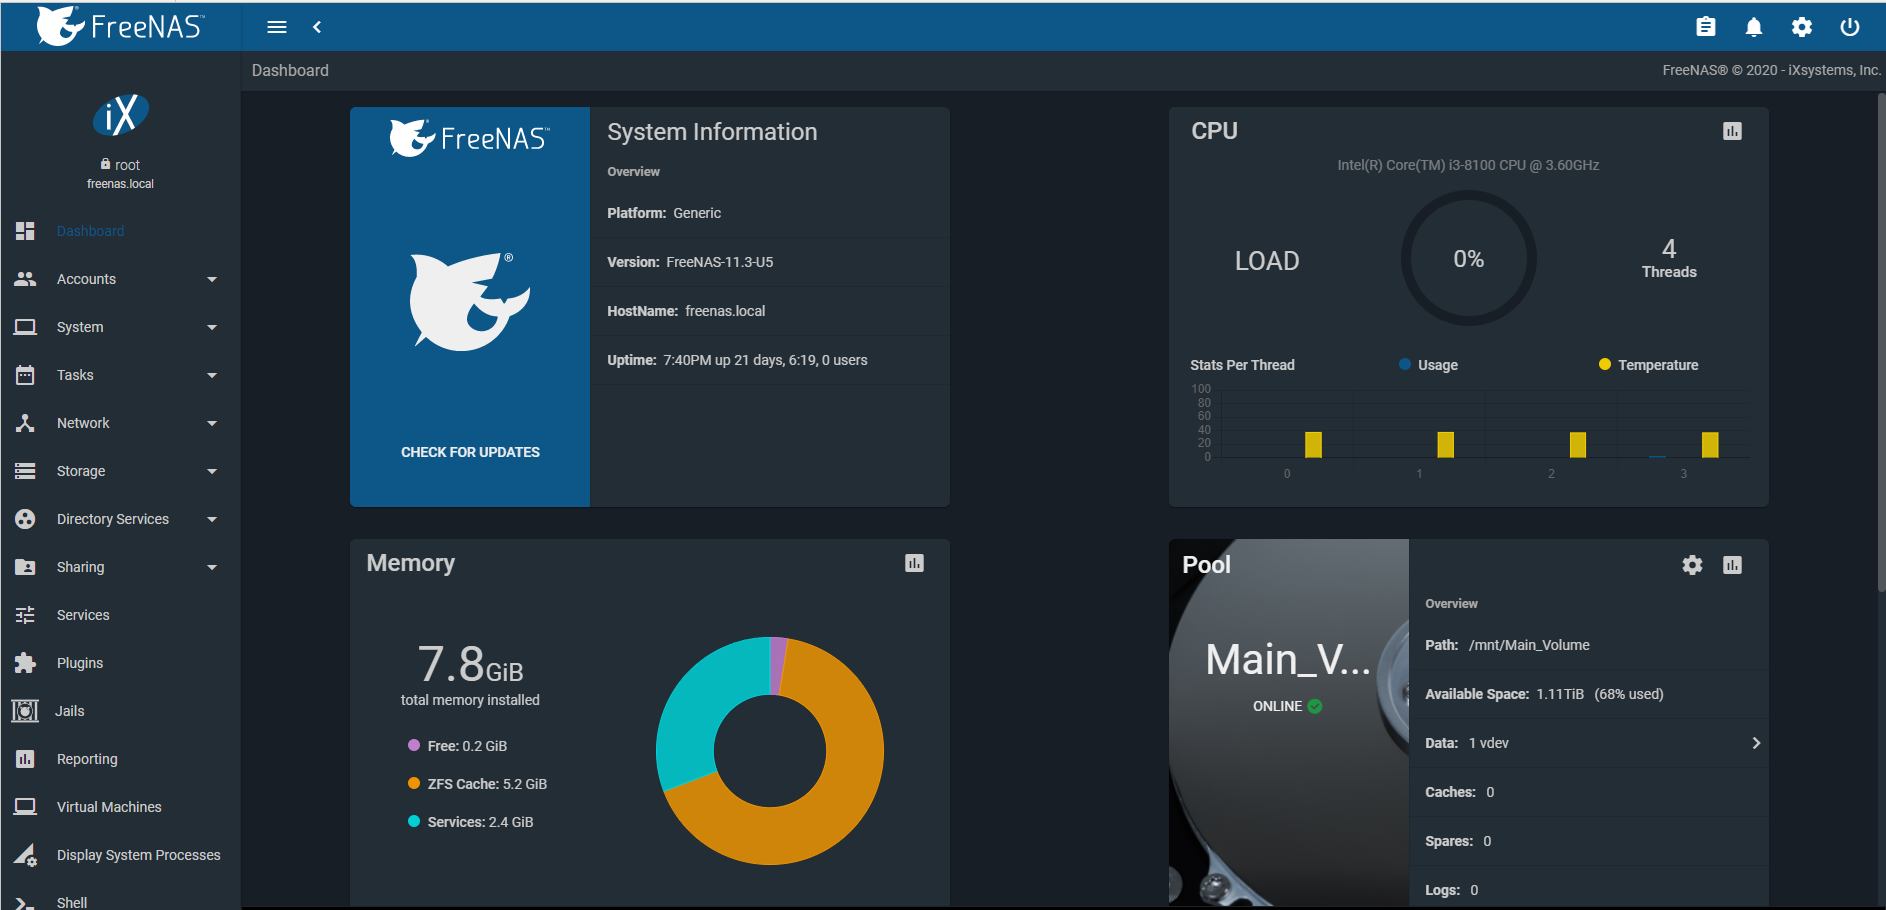 FreeNAS™
Dashboard
FreeNAS® © 2020 - iXsystems, Inc.
iX
root
freenas.local
Dashboard
Accounts
System
Tasks
Network
Storage
Directory Services
Sharing
Services
Plugins
Jails
Reporting
Virtual Machines
Display System Processes
Shell
FreeNAS™
®
CHECK FOR UPDATES
System Information
Overview
Platform: Generic
Version: FreeNAS-11.3-U5
HostName: freenas.local
Uptime: 7:40PM up 21 days, 6:19, 0 users
CPU
Intel(R) Core(TM) i3-8100 CPU @ 3.60GHz
LOAD
0%
4
Threads
Stats Per Thread
Usage
Temperature
100
80
60
40
20
0
0 1 2 3
Memory
7.8GiB
total memory installed
Free: 0.2 GiB
ZFS Cache: 5.2 GiB
Services: 2.4 GiB
Pool
Main_V...
ONLINE
Overview
Path: /mnt/Main_Volume
Available Space: 1.11TiB (68% used)
Data: 1 vdev
Caches: 0
Spares: 0
Logs: 0